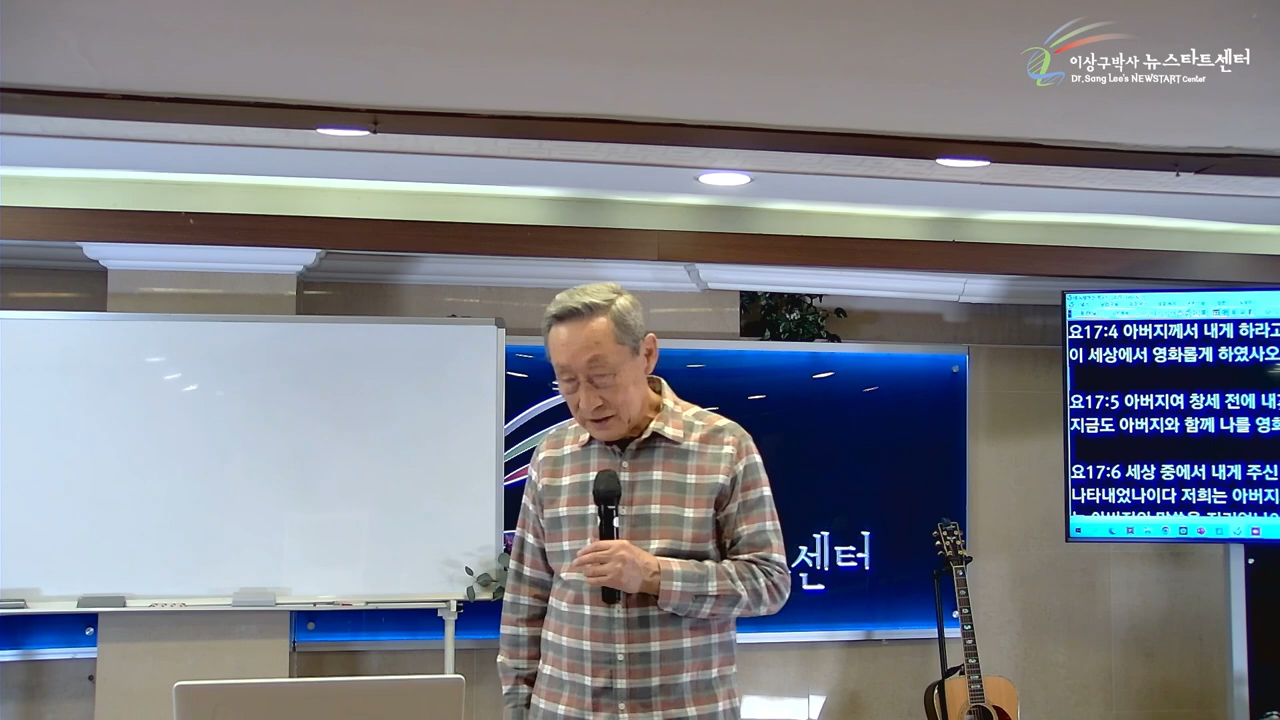 이상구박사 뉴스타트센터
Dr. Sang Lee's NEWSTART Center
요17:4 아버지께서 내게 하라고
이 세상에서 영화롭게 하였사오
요17:5 아버지여 창세 전에 내
지금도 아버지와 함께 나를 영화
요17:6 세상 중에서 내게 주신
나타내었나이다 저희는 아버지
센터